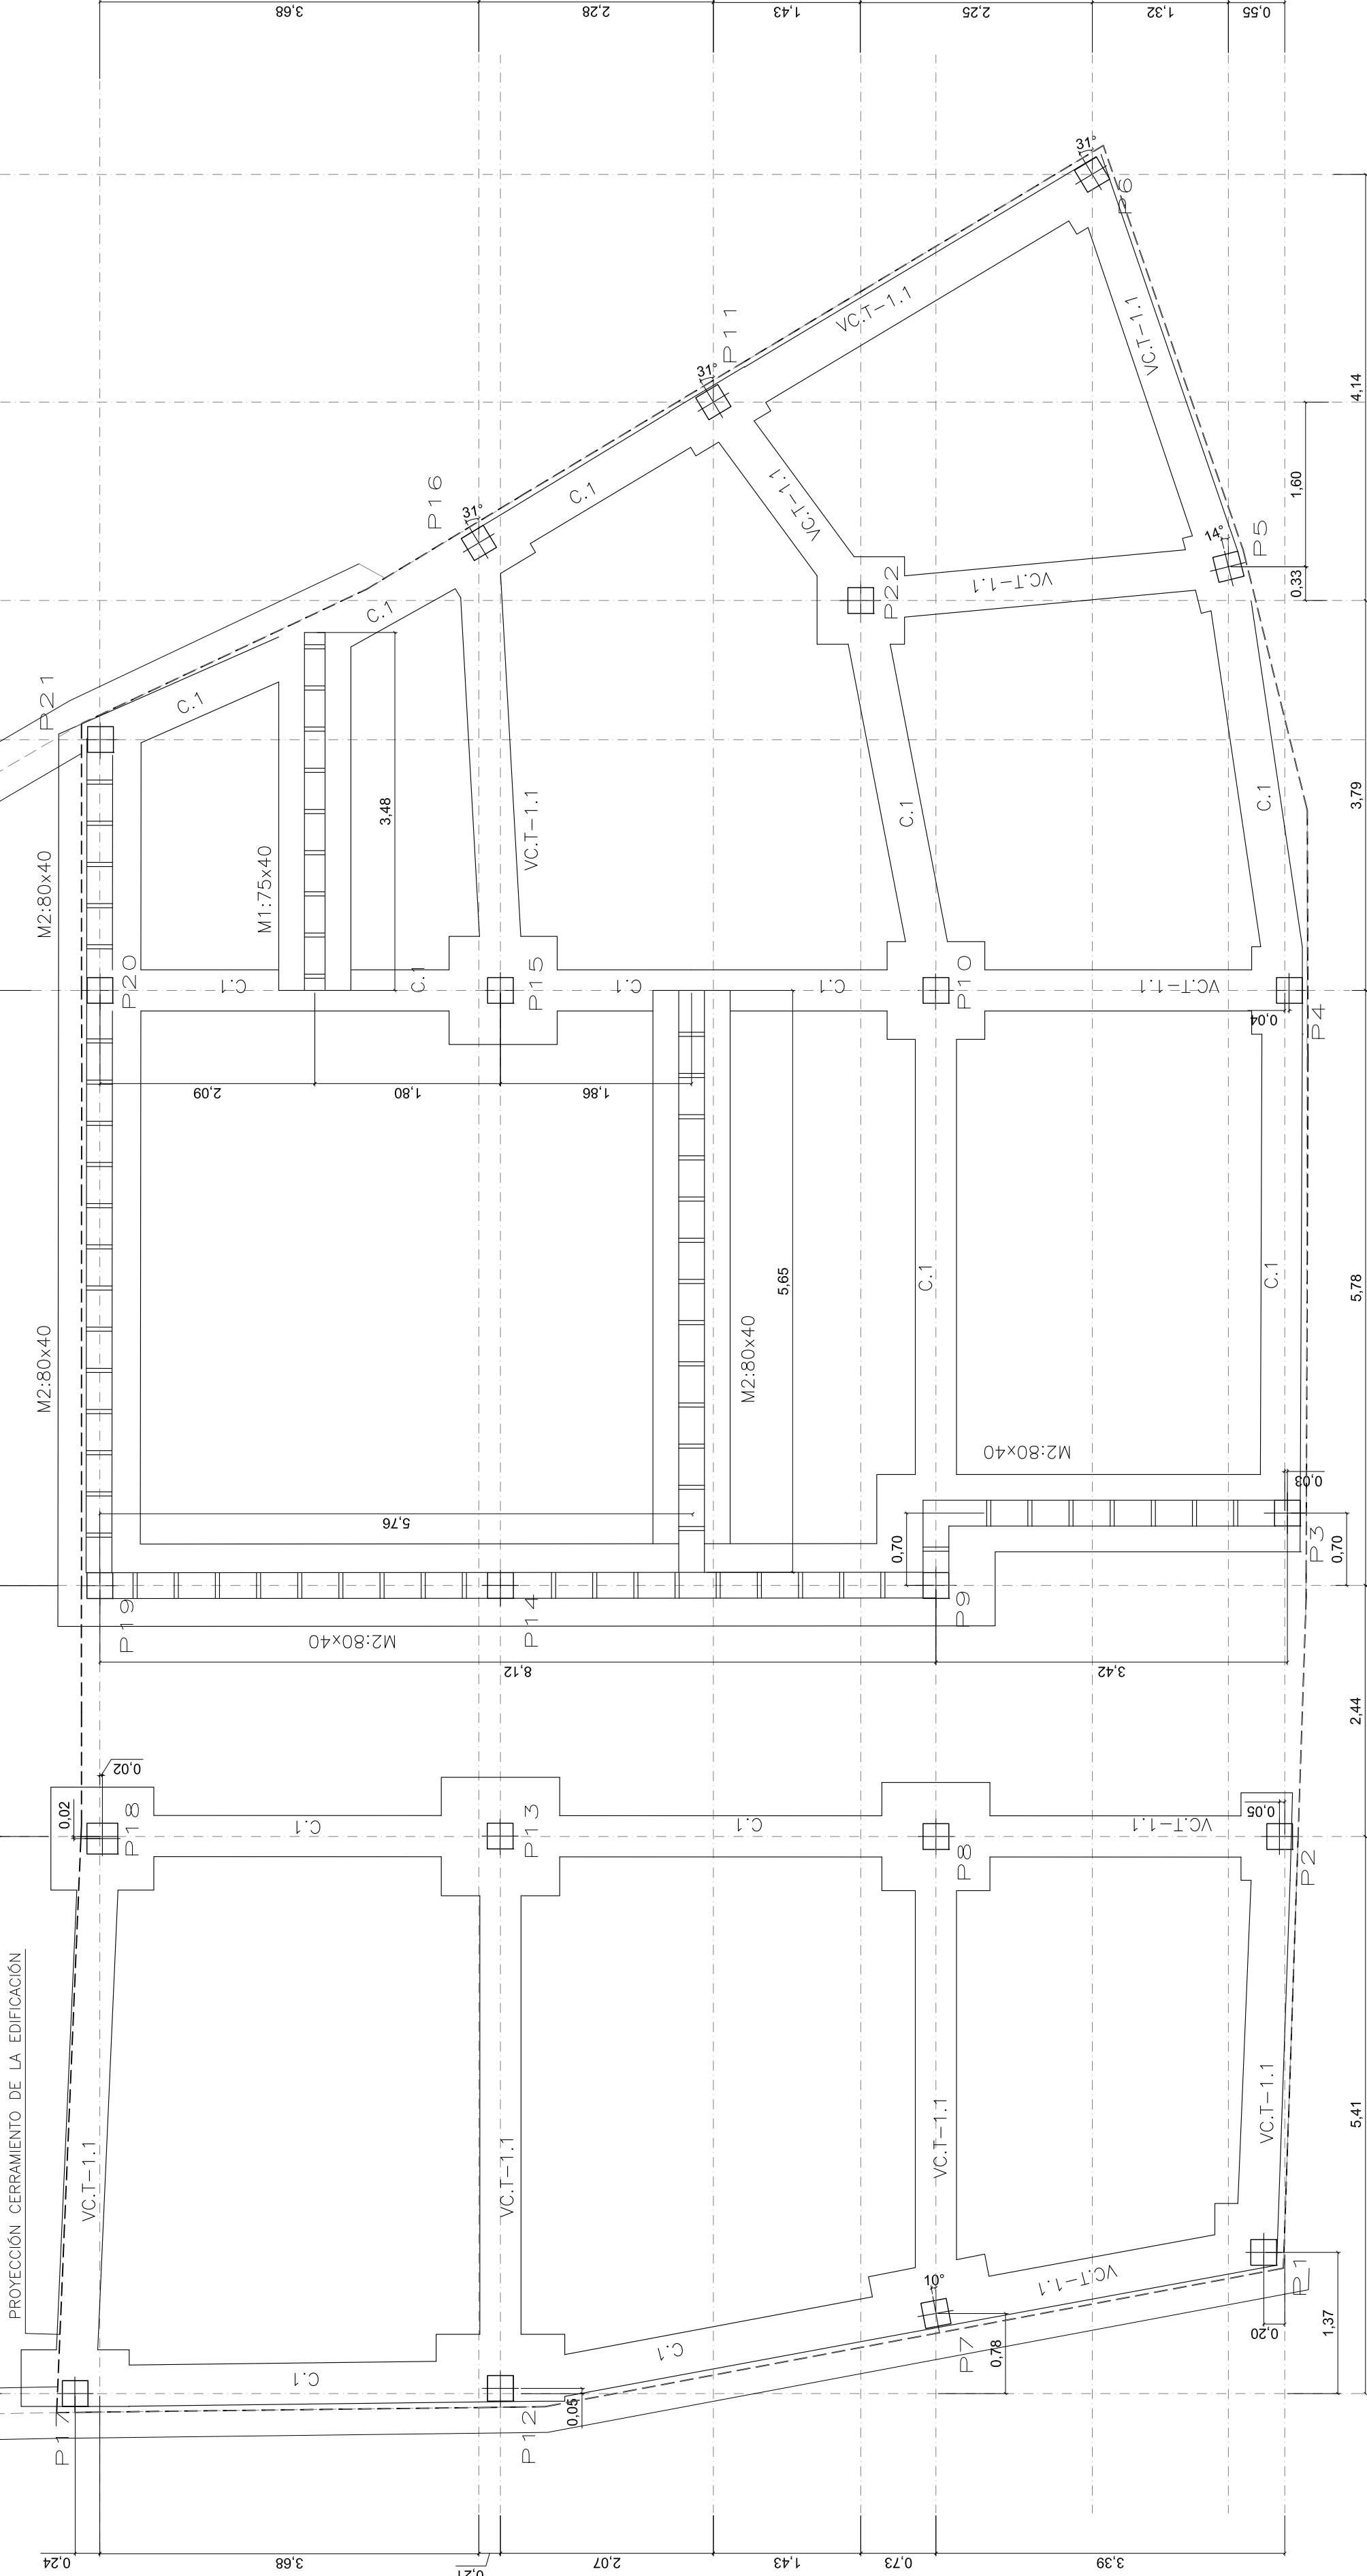 3,68
2,28
1,43
2,25
1,32
0,55
31°
P6
VC.T-1.1
VC.T-1.1
P11
31°
4,14
P16
31°
C.1
VC.T-1.1
1,60
14°
P5
P22
VC.T-1.1
0,33
C.1
P21
C.1
M2:80x40
M1:75x40
3,48
VC.T-1.1
C.1
C.1
3,79
P20
C.1
C.1
P15
C.1
C.1
P10
VC.T-1.1
0,04
P4
2,09
1,80
1,86
M2:80x40
5,65
M2:80x40
C.1
C.1
5,78
M2:80x40
0,03
5,76
0,70
P3
0,70
P19
P14
P9
M2:80x40
8,12
3,42
2,44
0,02
0,02
P18
C.1
P13
C.1
P8
VC.T-1.1
0,05
P2
PROYECCIÓN CERRAMIENTO DE LA EDIFICACIÓN
VC.T-1.1
VC.T-1.1
VC.T-1.1
VC.T-1.1
5,41
10°
VC.T-1.1
P1
C.1
C.1
P7
0,78
0,20
1,37
P17
P12
0,05
0,24
3,68
0,21
2,07
1,43
0,73
3,39